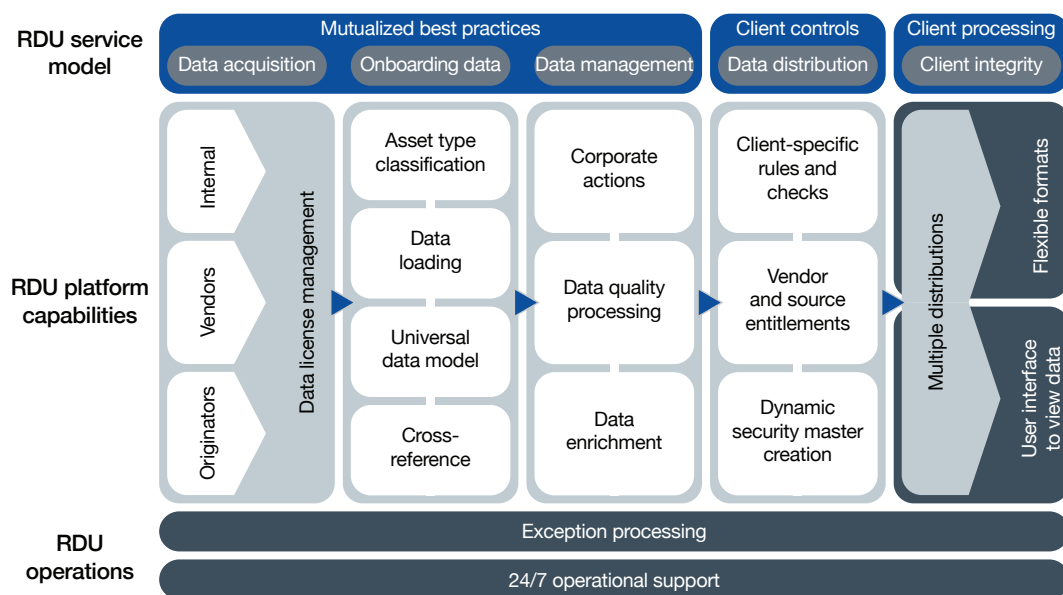 RDU service
model
Mutualized best practices
Client controls
Client processing
Data acquisition
Onboarding data
Data management
Data distribution
Client integrity
RDU platform
capabilities
Internal
Vendors
Originators
Data license management
Asset type
classification
Data
loading
Universal
data model
Cross-
reference
Corporate
actions
Data quality
processing
Data
enrichment
Client-specific
rules and
checks
Vendor
and source
entitlements
Dynamic
security master
creation
Multiple distributions
Flexible formats
User interface
to view data
RDU
operations
Exception processing
24/7 operational support